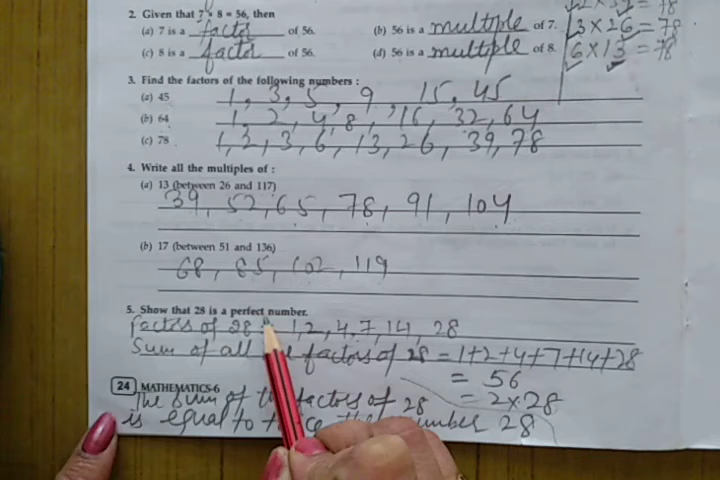 2. Given that 7 × 8 = 56, then
(a) 7 is a factor of 56. (b) 56 is a multiple of 7.
(c) 8 is a factor of 56. (d) 56 is a multiple of 8.
= 78
3 × 26 = 78
6 × 13 = 78
3. Find the factors of the following numbers :
(a) 45 1, 3, 5, 9 15, 45
(b) 64 1, 2, 4, 8, 16, 32, 64
(c) 78 1, 2, 3, 6, 13, 26, 39, 78
4. Write all the multiples of :
(a) 13 (between 26 and 117)
39, 52, 65, 78, 91, 104
(b) 17 (between 51 and 136)
68, 85, 102, 119
5. Show that 28 is a perfect number.
Factors of 28 = 1, 2, 4, 7, 14, 28
Sum of all factors of 28 = 1+2+4+7+14+28
= 56
24 MATHEMATICS-6
= 2×28
The sum of the factors of 28
is equal to the number 28